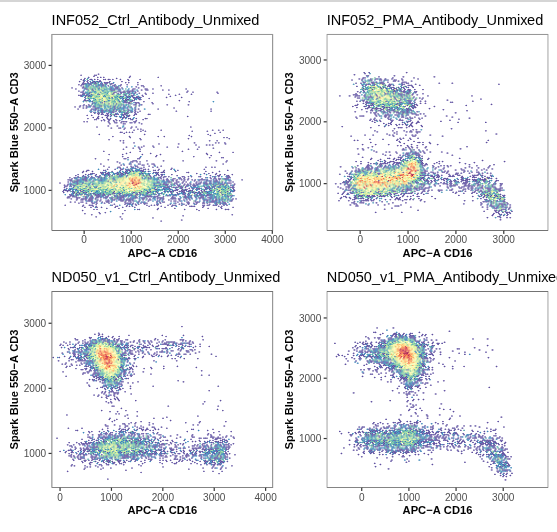 INF052_Ctrl_Antibody_Unmixed
Spark Blue 550−A CD3
3000
2000
1000
0 1000 2000 3000 4000
APC−A CD16
INF052_PMA_Antibody_Unmixed
Spark Blue 550−A CD3
3000
2000
1000
0 1000 2000 3000
APC−A CD16
ND050_v1_Ctrl_Antibody_Unmixed
Spark Blue 550−A CD3
3000
2000
1000
0 1000 2000 3000 4000
APC−A CD16
ND050_v1_PMA_Antibody_Unmixe
Spark Blue 550−A CD3
3000
2000
1000
0 1000 2000 3000
APC−A CD16